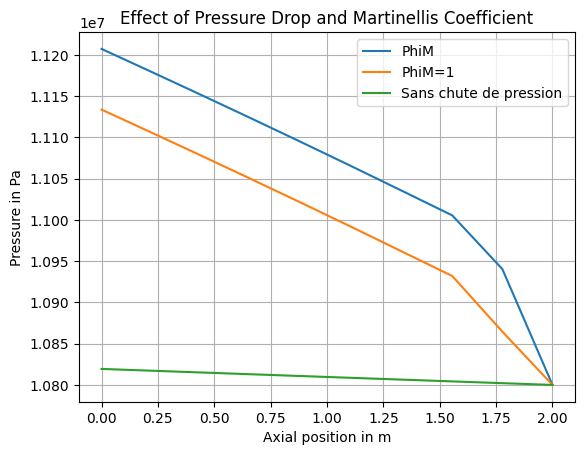 Effect of Pressure Drop and Martinellis Coefficient
1e7
PhiM
PhiM=1
Sans chute de pression
1.120
1.115
1.110
1.105
1.100
1.095
1.090
1.085
1.080
Pressure in Pa
0.00 0.25 0.50 0.75 1.00 1.25 1.50 1.75 2.00
Axial position in m